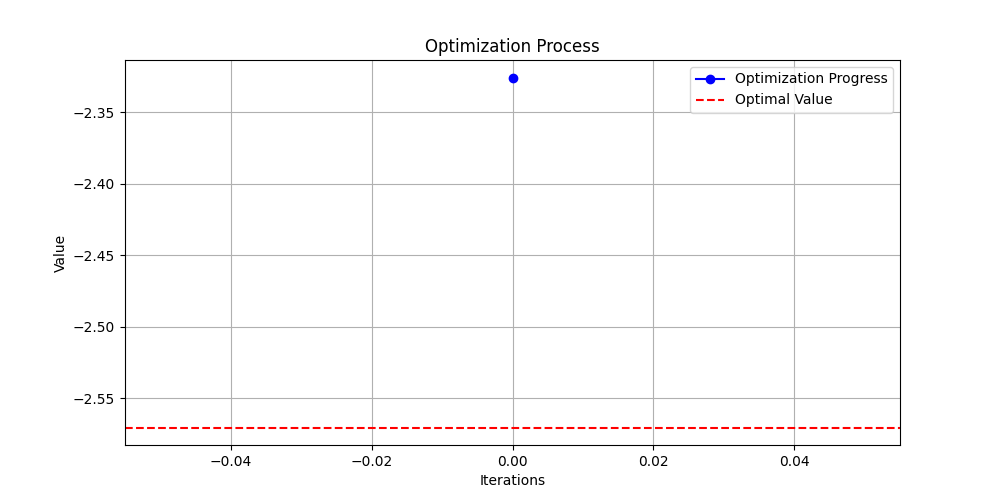 Optimization Process
Optimization Progress
Optimal Value
−2.35
−2.40
−2.45
−2.50
−2.55
Value
−0.04
−0.02
0.00
0.02
0.04
Iterations